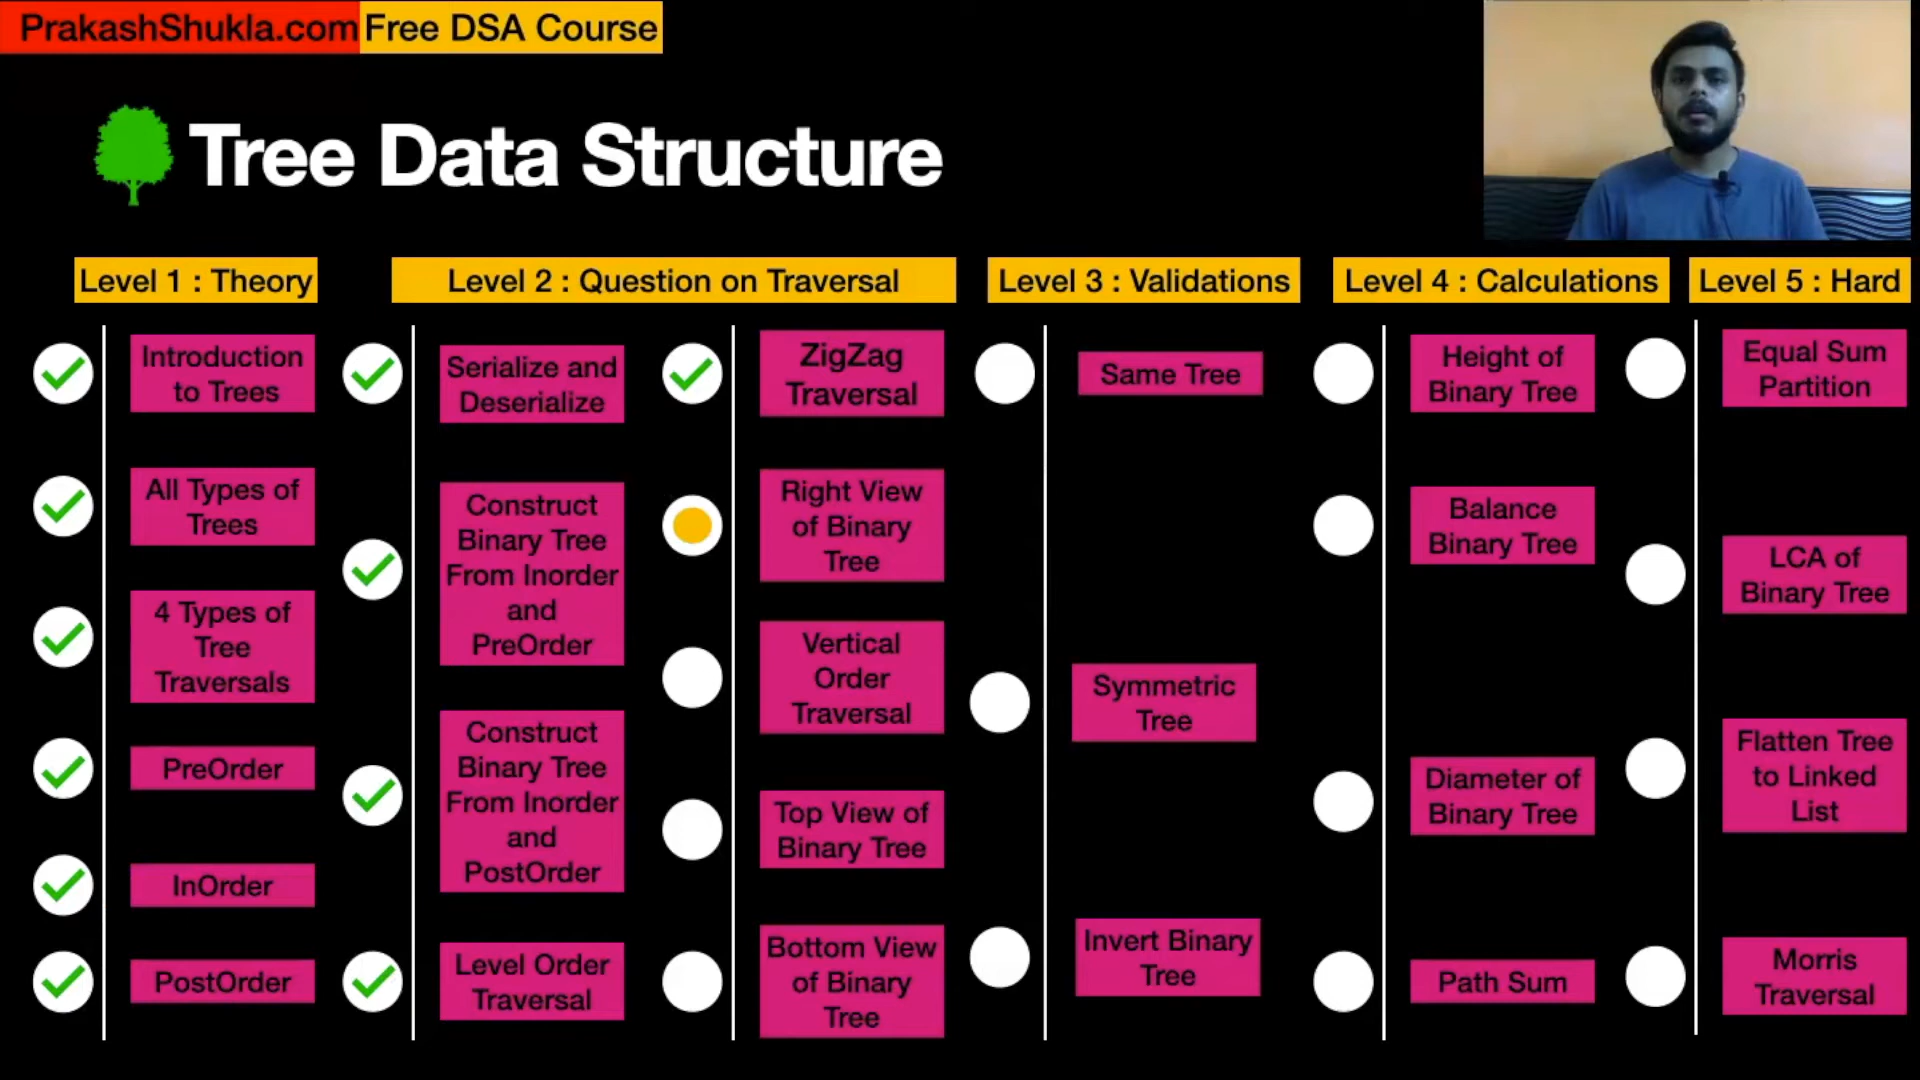 PrakashShukla.com Free DSA Course
Tree Data Structure
Level 1 : Theory
Introduction
to Trees
All Types of
Trees
4 Types of
Tree
Traversals
PreOrder
InOrder
PostOrder
Level 2 : Question on Traversal
Serialize and
Deserialize
Construct
Binary Tree
From Inorder
and
PreOrder
Construct
Binary Tree
From Inorder
and
PostOrder
Level Order
Traversal
ZigZag
Traversal
Right View
of Binary
Tree
Vertical
Order
Traversal
Top View of
Binary Tree
Bottom View
of Binary
Tree
Level 3 : Validations
Same Tree
Symmetric
Tree
Invert Binary
Tree
Level 4 : Calculations
Height of
Binary Tree
Balance
Binary Tree
Diameter of
Binary Tree
Path Sum
Level 5 : Hard
Equal Sum
Partition
LCA of
Binary Tree
Flatten Tree
to Linked
List
Morris
Traversal